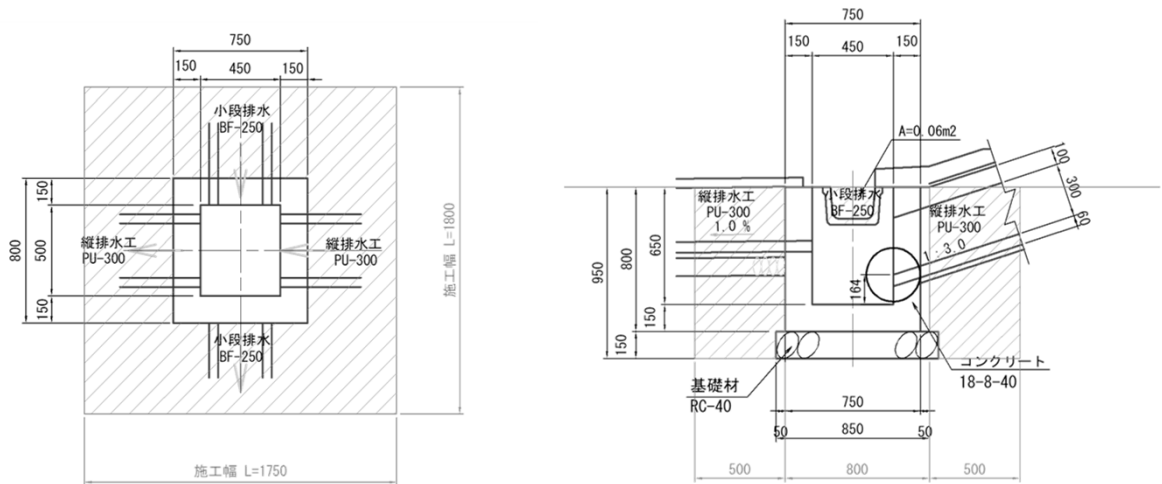 750
150 450 150
小段排水
BF-250
150
800
500
150
縦排水工
PU-300
縦排水工
PU-300
小段排水
BF-250
施工幅 L=1800
施工幅 L=1750
750
150 450 150
A=0.06m2
100
300
60
縦排水工
PU-300
1.0 %
小段排水
BF-250
縦排水工
PU-300
1:3.0
950
800
650
164
150
150
基礎材
RC-40
コンクリート
18-8-40
750
50 850 50
500 800 500